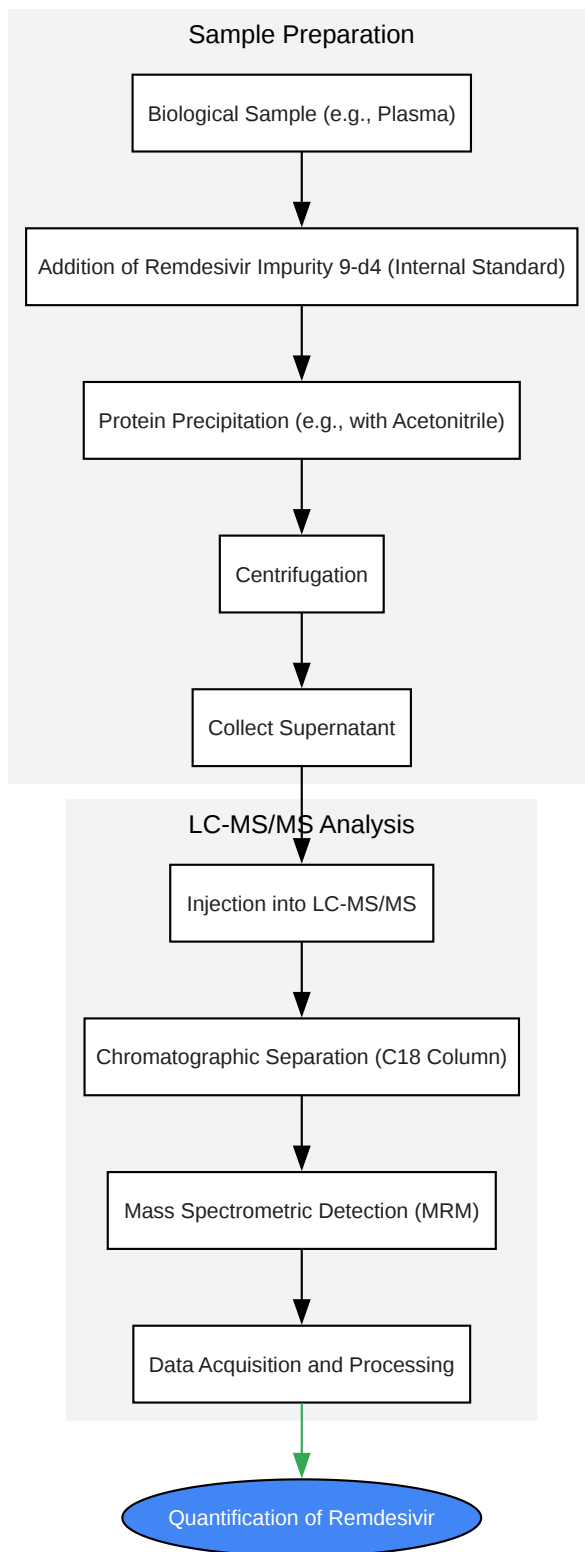 Sample Preparation
Biological Sample (e.g., Plasma)
Addition of Remdesivir Impurity 9-d4 (Internal Standard)
Protein Precipitation (e.g., with Acetonitrile)
Centrifugation
Collect Supernatant
LC-MS/MS Analysis
Injection into LC-MS/MS
Chromatographic Separation (C18 Column)
Mass Spectrometric Detection (MRM)
Data Acquisition and Processing
Quantification of Remdesivir